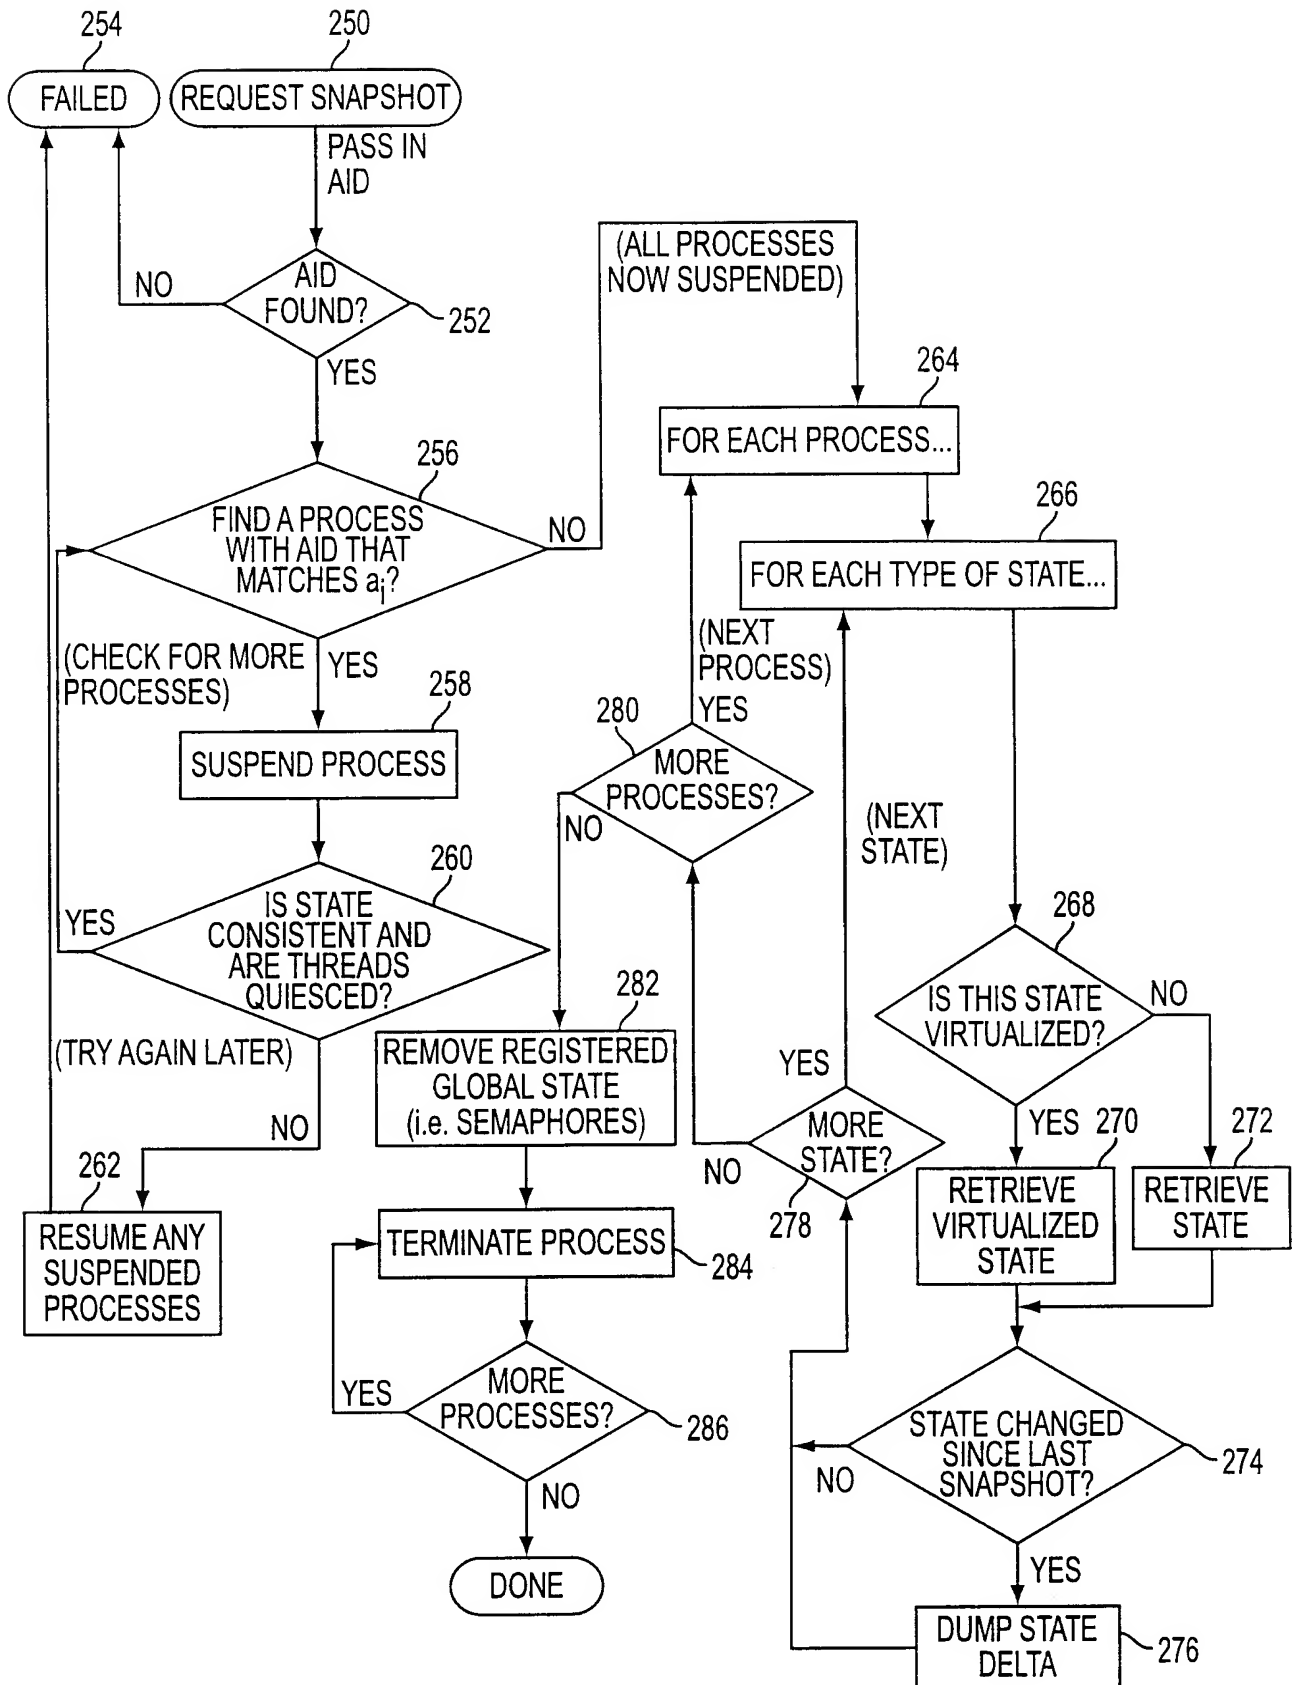 254
250
FAILED
REQUEST SNAPSHOT
PASS IN
AID
AID
FOUND?
NO
252
YES
(ALL PROCESSES
NOW SUSPENDED)
264
FOR EACH PROCESS...
256
FIND A PROCESS
WITH AID THAT
MATCHES ai?
NO
266
FOR EACH TYPE OF STATE...
(CHECK FOR MORE
PROCESSES)
YES
258
SUSPEND PROCESS
(NEXT
PROCESS)
YES
280
MORE
PROCESSES?
NO
(NEXT
STATE)
260
IS STATE
CONSISTENT AND
ARE THREADS
QUIESCED?
YES
(TRY AGAIN LATER)
NO
262
RESUME ANY
SUSPENDED
PROCESSES
268
IS THIS STATE
VIRTUALIZED?
NO
YES
270
RETRIEVE
VIRTUALIZED
STATE
272
RETRIEVE
STATE
282
REMOVE REGISTERED
GLOBAL STATE
(i.e. SEMAPHORES)
YES
MORE
STATE?
NO
278
TERMINATE PROCESS
284
MORE
PROCESSES?
YES
286
NO
DONE
STATE CHANGED
SINCE LAST
SNAPSHOT?
NO
274
YES
DUMP STATE
DELTA
276